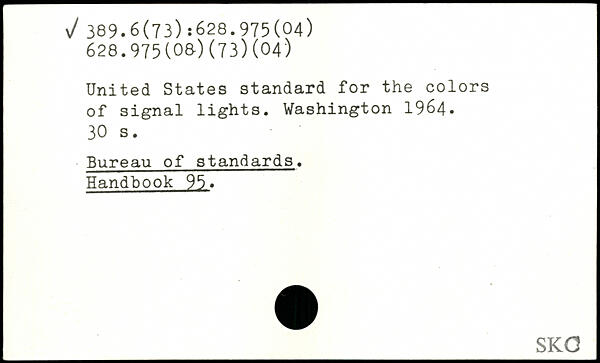 ✓ 389.6(73):628.975(04)
628.975(08)(73)(04)
United States standard for the colors
of signal lights. Washington 1964.
30 s.
Bureau of standards.
Handbook 95.
SKC